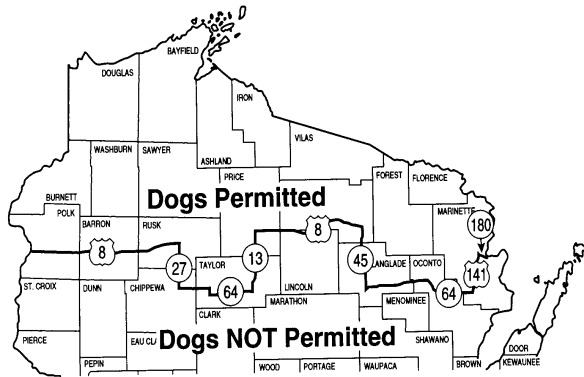 BAYFIELD
DOUGLAS
IRON
VILAS
WASHBURN SAWYER
ASHLAND
PRICE
FOREST FLORENCE
BURNETT
Dogs Permitted
POLK
MARINETTE
BARRON RUSK
180
8
8
27
TAYLOR
13
45
LANGLADE OCONTO
141
ST. CROIX DUNN CHIPPEWA
64
LINCOLN
64
MARATHON
MENOMINEE
CLARK
PIERCE
EAU CL
Dogs NOT Permitted
SHAWANO
DOOR
PEPIN
WOOD PORTAGE WAUPACA
BROWN KEWAUNEE